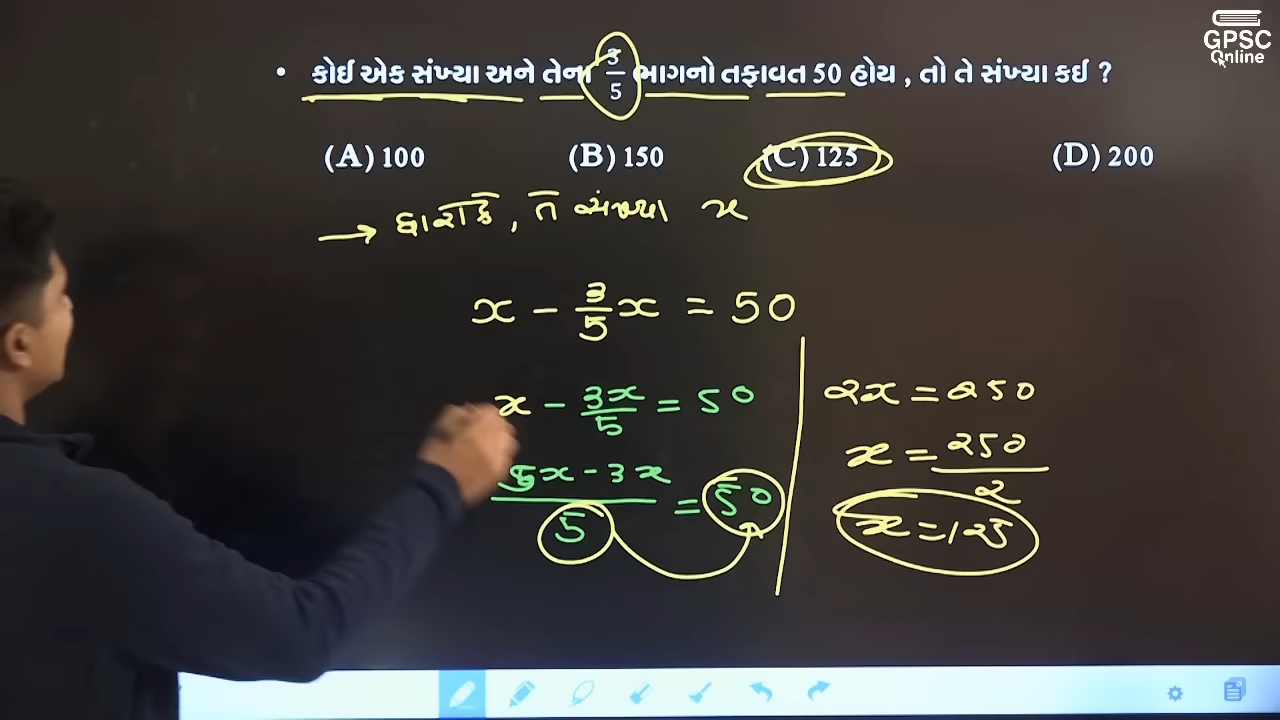 GPSC
Online
• કોઈ એક સંખ્યા અને તેના 3/5 ભાગનો તફાવત 50 હોય , તો તે સંખ્યા કઈ ?
(A) 100 (B) 150 (C) 125 (D) 200
→ ધારો કે, તે સંખ્યા x
x - 3/5 x = 50
x - 3x/5 = 50
5x - 3x / 5 = 50
2x = 250
x = 250/2
x = 125